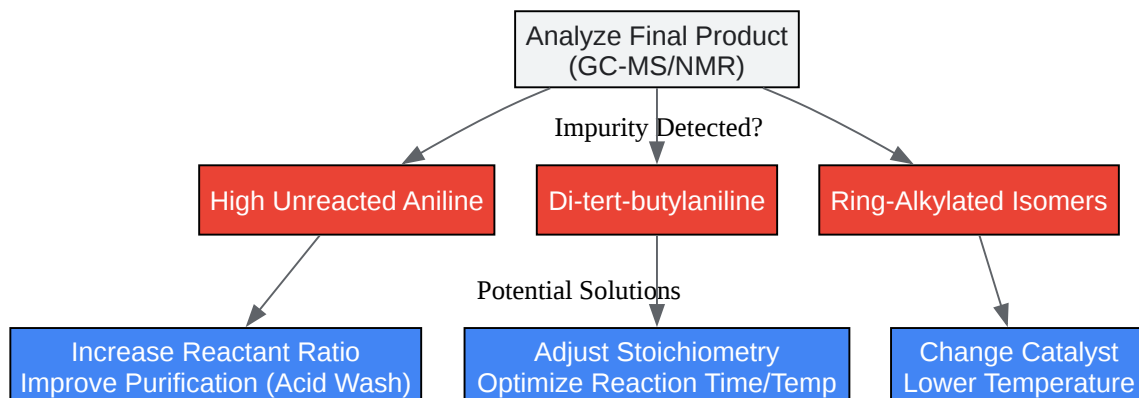 Analyze Final Product
(GC-MS/NMR)
Impurity Detected?
High Unreacted Aniline
Di-tert-butylaniline
Ring-Alkylated Isomers
Potential Solutions
Increase Reactant Ratio
Improve Purification (Acid Wash)
Adjust Stoichiometry
Optimize Reaction Time/Temp
Change Catalyst
Lower Temperature